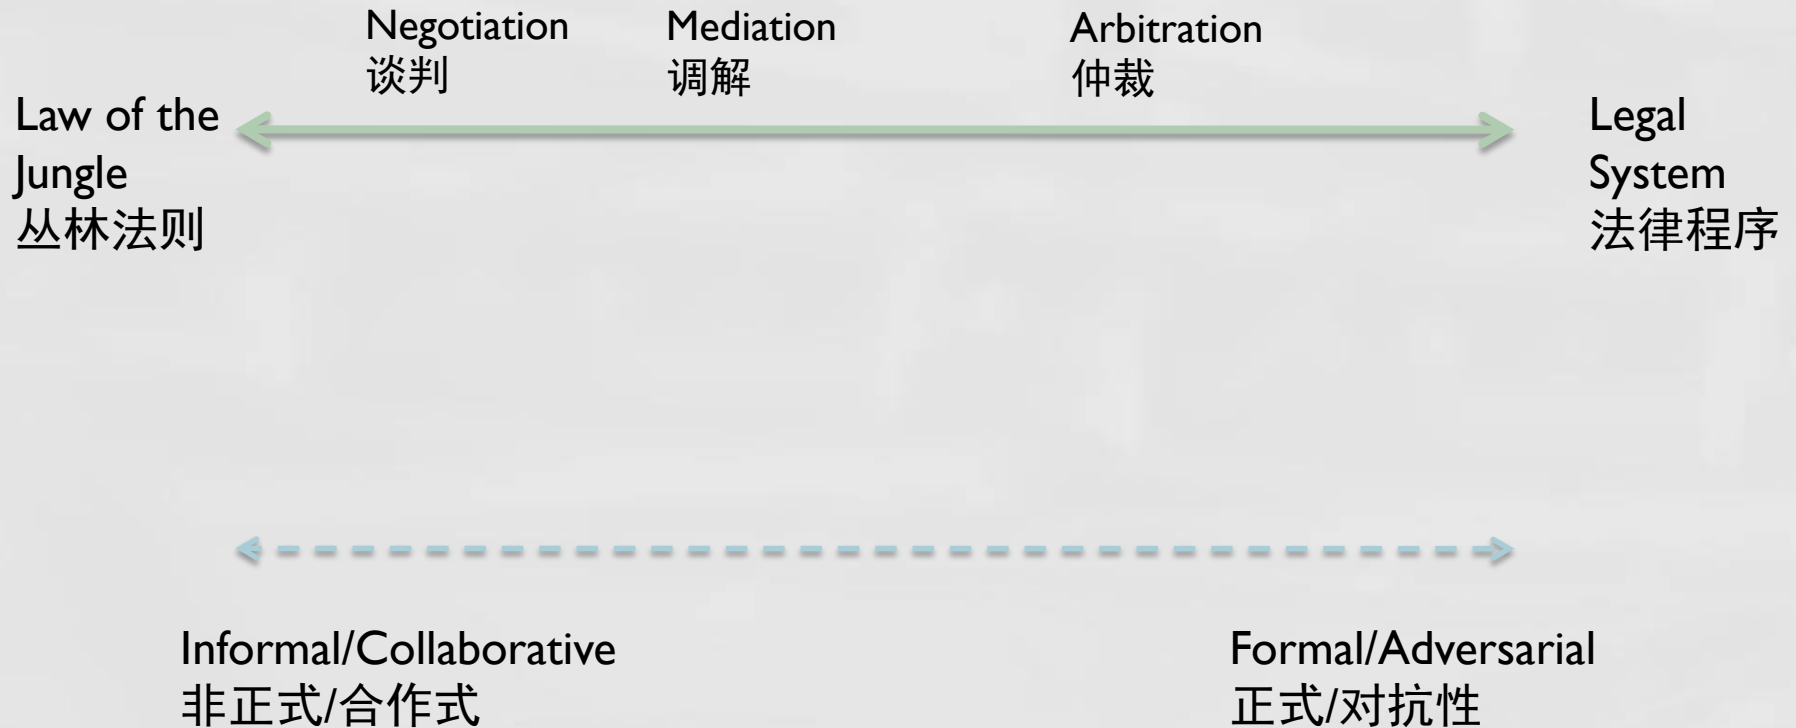 Negotiation
谈判
Mediation
调解
Arbitration
仲裁
Law of the
Jungle
丛林法则
Legal
System
法律程序
Informal/Collaborative
非正式/合作式
Formal/Adversarial
正式/对抗性